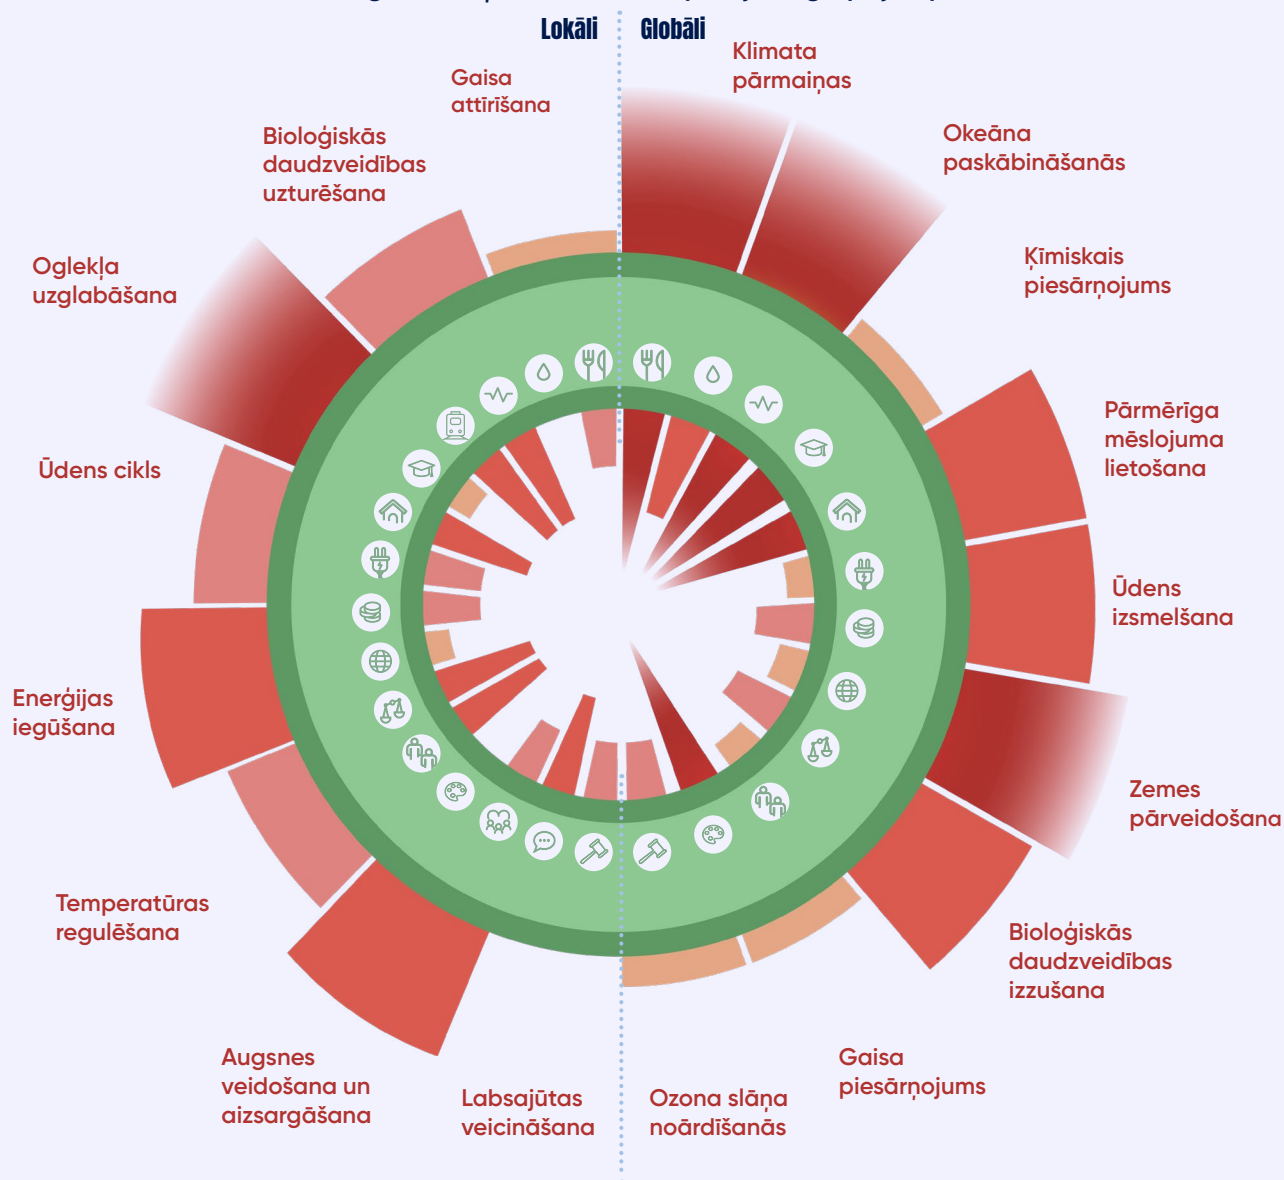 Lokāli
Globāli
Klimata
pārmaiņas
Okeāna
paskābināšanās
Ķīmiskais
piesārņojums
Pārmērīga
mēslojuma
lietošana
Ūdens
izsmelšana
Zemes
pārveidošana
Bioloģiskās
daudzveidības
izzušana
Gaisa
piesārņojums
Ozona slāņa
noārdīšanās
Labsajūtas
veicināšana
Augsnes
veidošana un
aizsargāšana
Temperatūras
regulēšana
Enerģijas
iegūšana
Ūdens cikls
Oglekļa
uzglabāšana
Bioloģiskās
daudzveidības
uzturēšana
Gaisa
attīrīšana